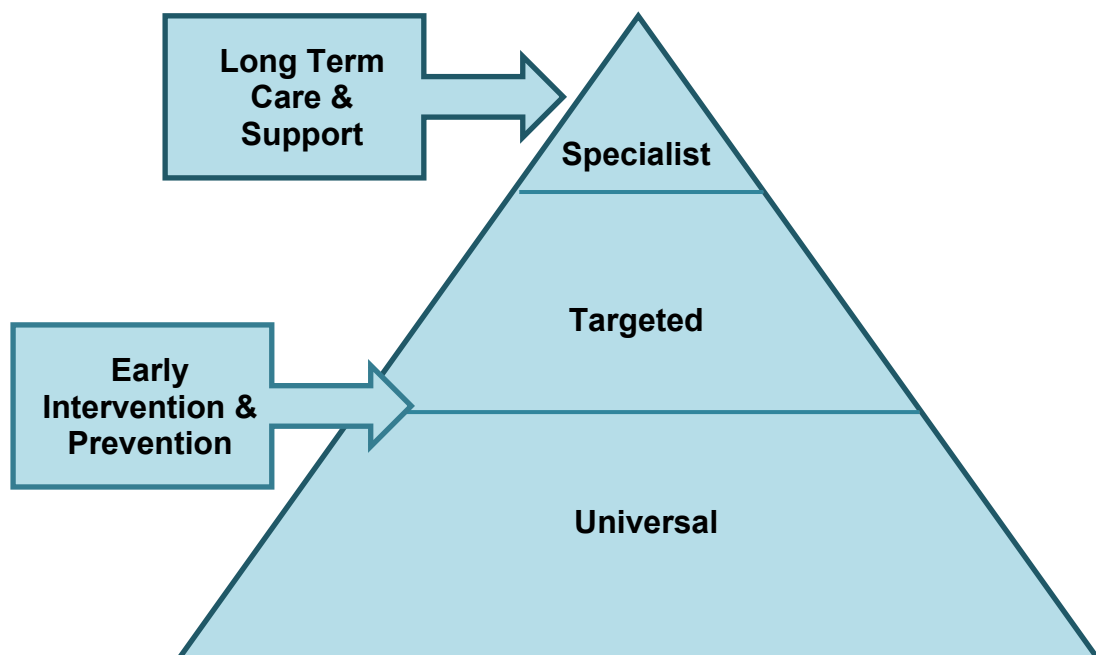 Long Term
Care &
Support
Specialist
Targeted
Early
Intervention &
Prevention
Universal